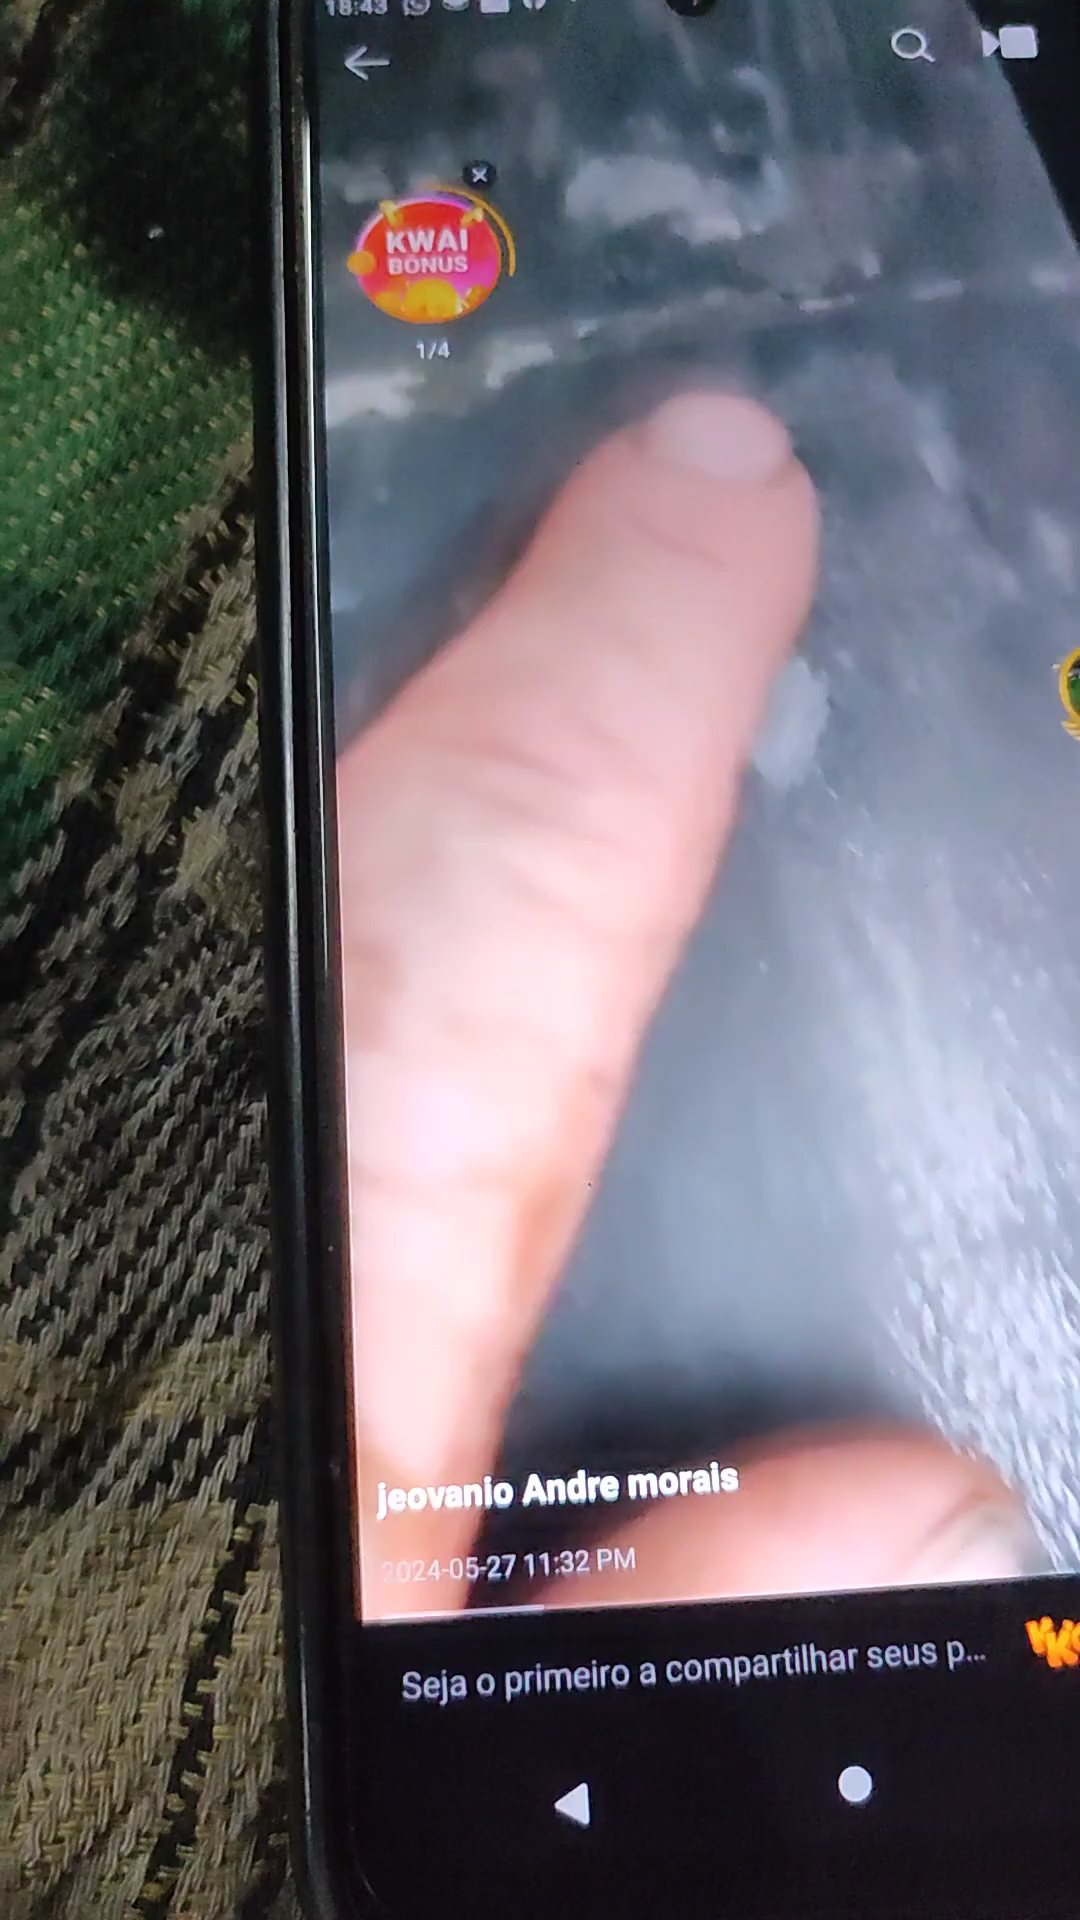 18:43
KWAI
BONUS
1/4
jeovanio Andre morais
2024-05-27 11:32 PM
Seja o primeiro a compartilhar seus p...